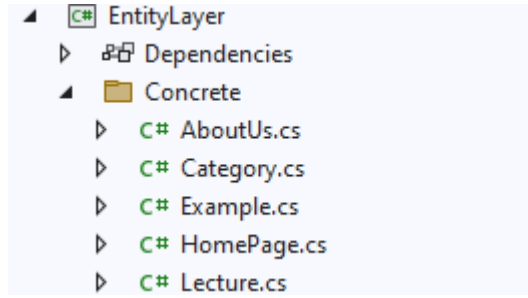 C# EntityLayer
Dependencies
Concrete
C# AboutUs.cs
C# Category.cs
C# Example.cs
C# HomePage.cs
C# Lecture.cs